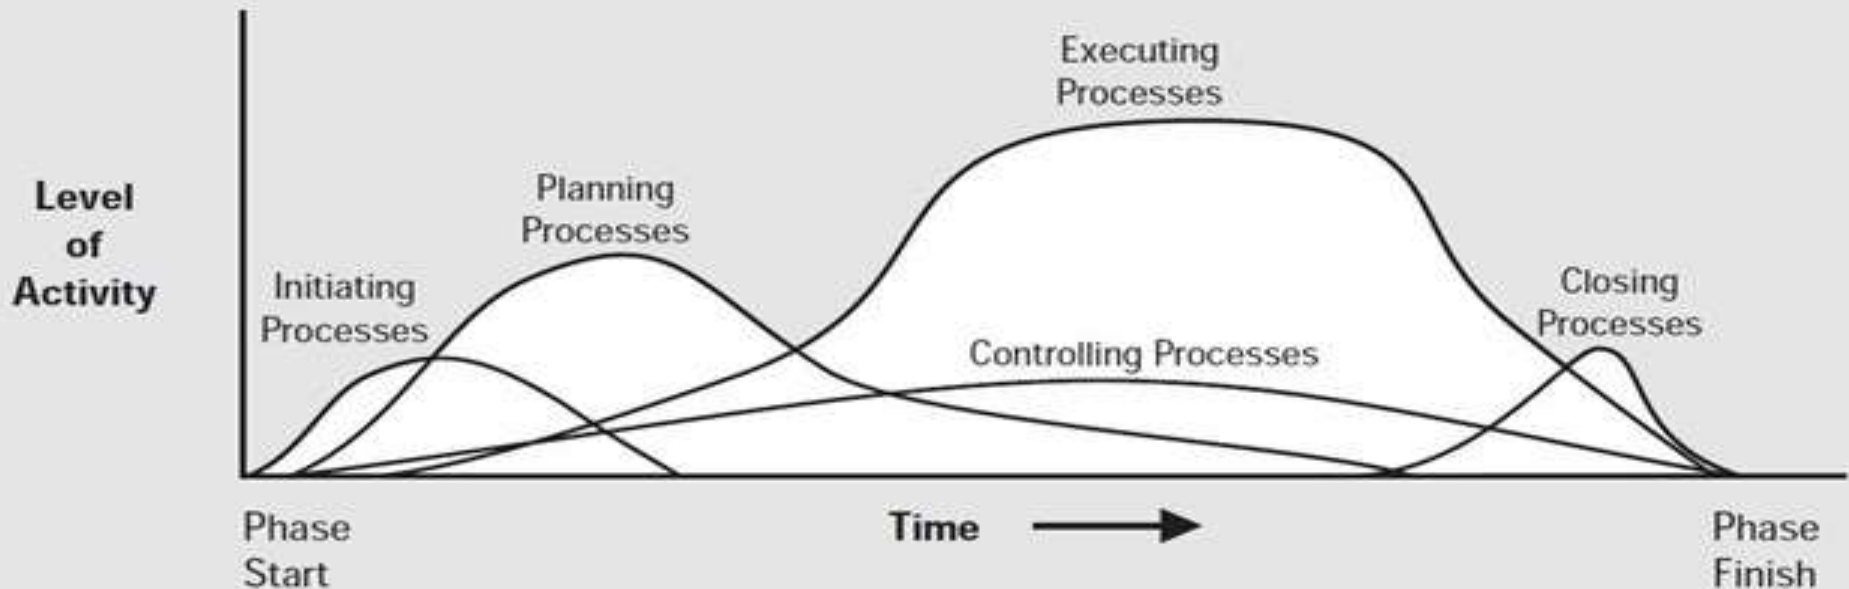 Executing
Processes
Planning
Processes
Level
of
Activity
Initiating
Processes
Closing
Processes
Controlling Processes
Phase
Start
Time
Phase
Finish